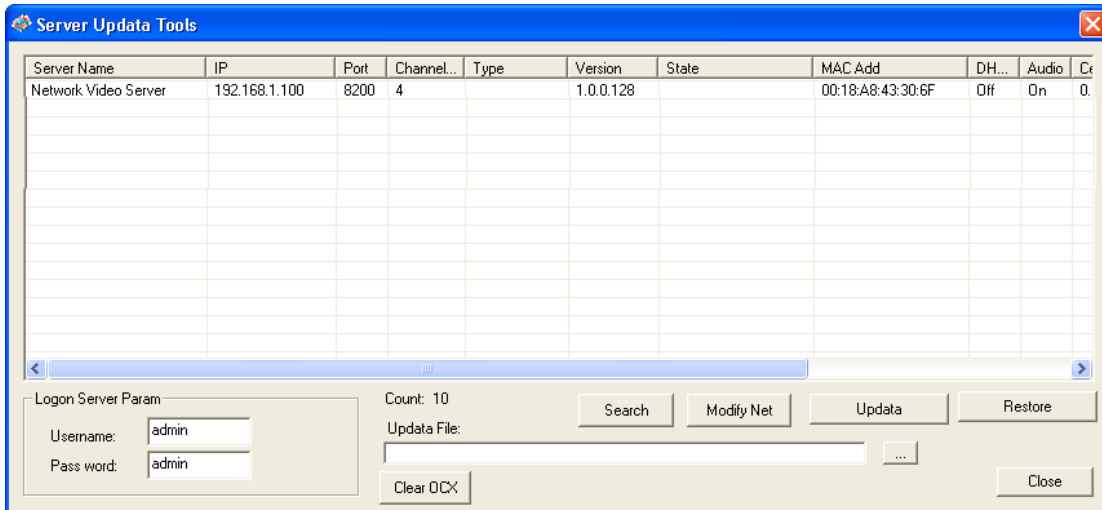 Server Updata Tools
Server Name IP Port Channel... Type Version State MAC Add DH... Audio Ce
Network Video Server 192.168.1.100 8200 4 1.0.0.128 00:18:A8:43:30:6F Off On 0.
Logon Server Param
Username: admin
Pass word: admin
Count: 10
Updata File:
Search Modify Net Updata Restore
...
Clear OCX
Close